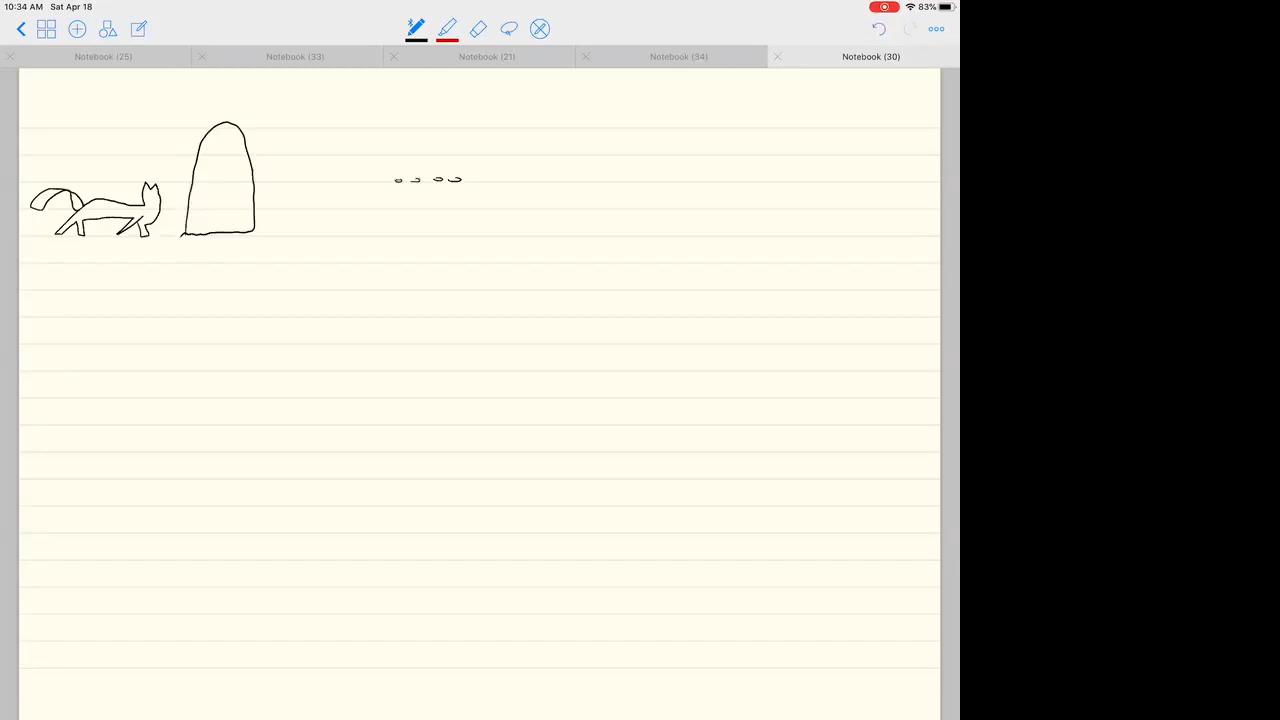 10:34 AM Sat Apr 18 83%
Notebook (25) Notebook (33) Notebook (21) Notebook (34) Notebook (30)